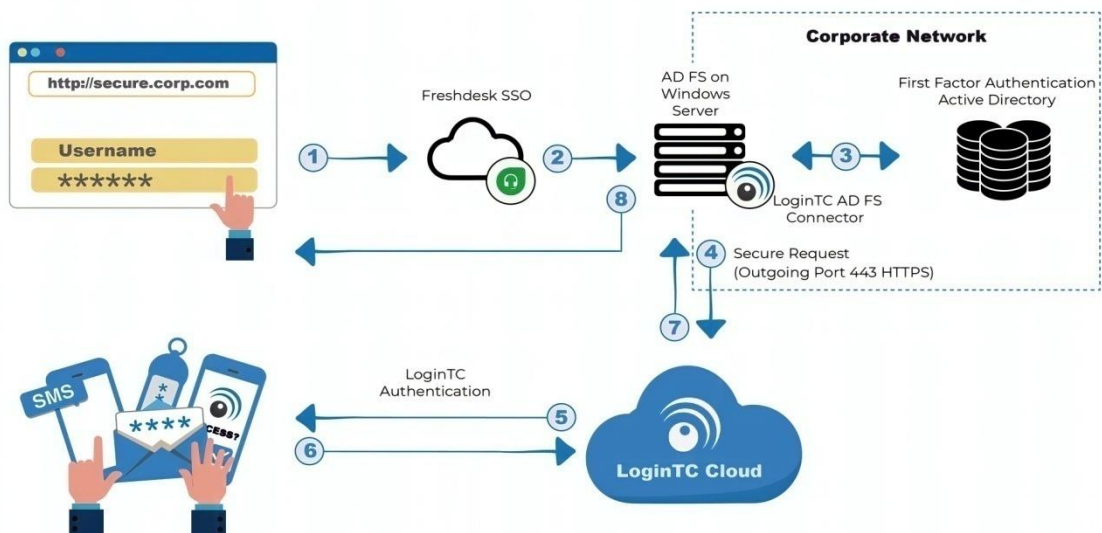 Corporate Network
http://secure.corp.com
Username
******
1
Freshdesk SSO
2
AD FS on
Windows
Server
3
First Factor Authentication
Active Directory
LoginTC AD FS
Connector
8
4
Secure Request
(Outgoing Port 443 HTTPS)
7
LoginTC
Authentication
5
6
SMS
**
****
CESS?
LoginTC Cloud